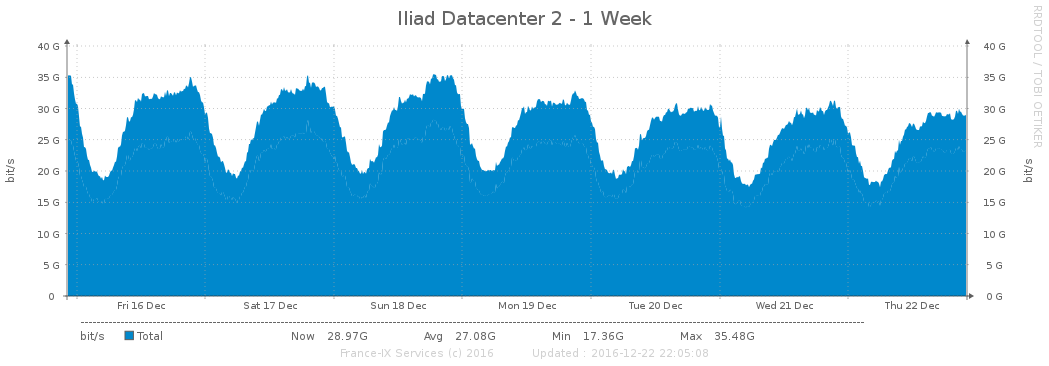 Iliad Datacenter 2 - 1 Week
RRDTOOL / TOBI OETIKER
40 G 40 G
35 G 35 G
30 G 30 G
25 G 25 G
20 G 20 G
15 G 15 G
10 G 10 G
5 G 5 G
0 0 G
bit/s bit/s
Fri 16 Dec Sat 17 Dec Sun 18 Dec Mon 19 Dec Tue 20 Dec Wed 21 Dec Thu 22 Dec
bit/s Total Now 28.97G Avg 27.08G Min 17.36G Max 35.48G
France-IX Services (c) 2016 Updated : 2016-12-22 22:05:08